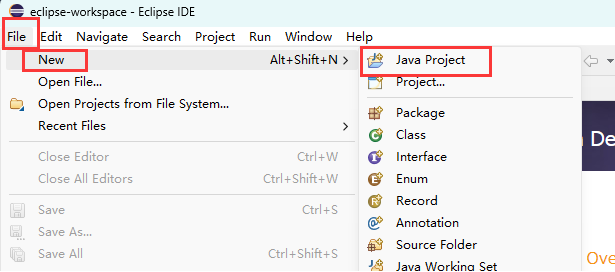 eclipse-workspace - Eclipse IDE
File Edit Navigate Search Project Run Window Help
New Alt+Shift+N >
Open File...
Open Projects from File System...
Recent Files >
Close Editor Ctrl+W
Close All Editors Ctrl+Shift+W
Save Ctrl+S
Save As...
Save All Ctrl+Shift+S
Java Project
Project...
Package
Class
Interface
Enum
Record
Annotation
Source Folder
Java Working Set
De
Ove